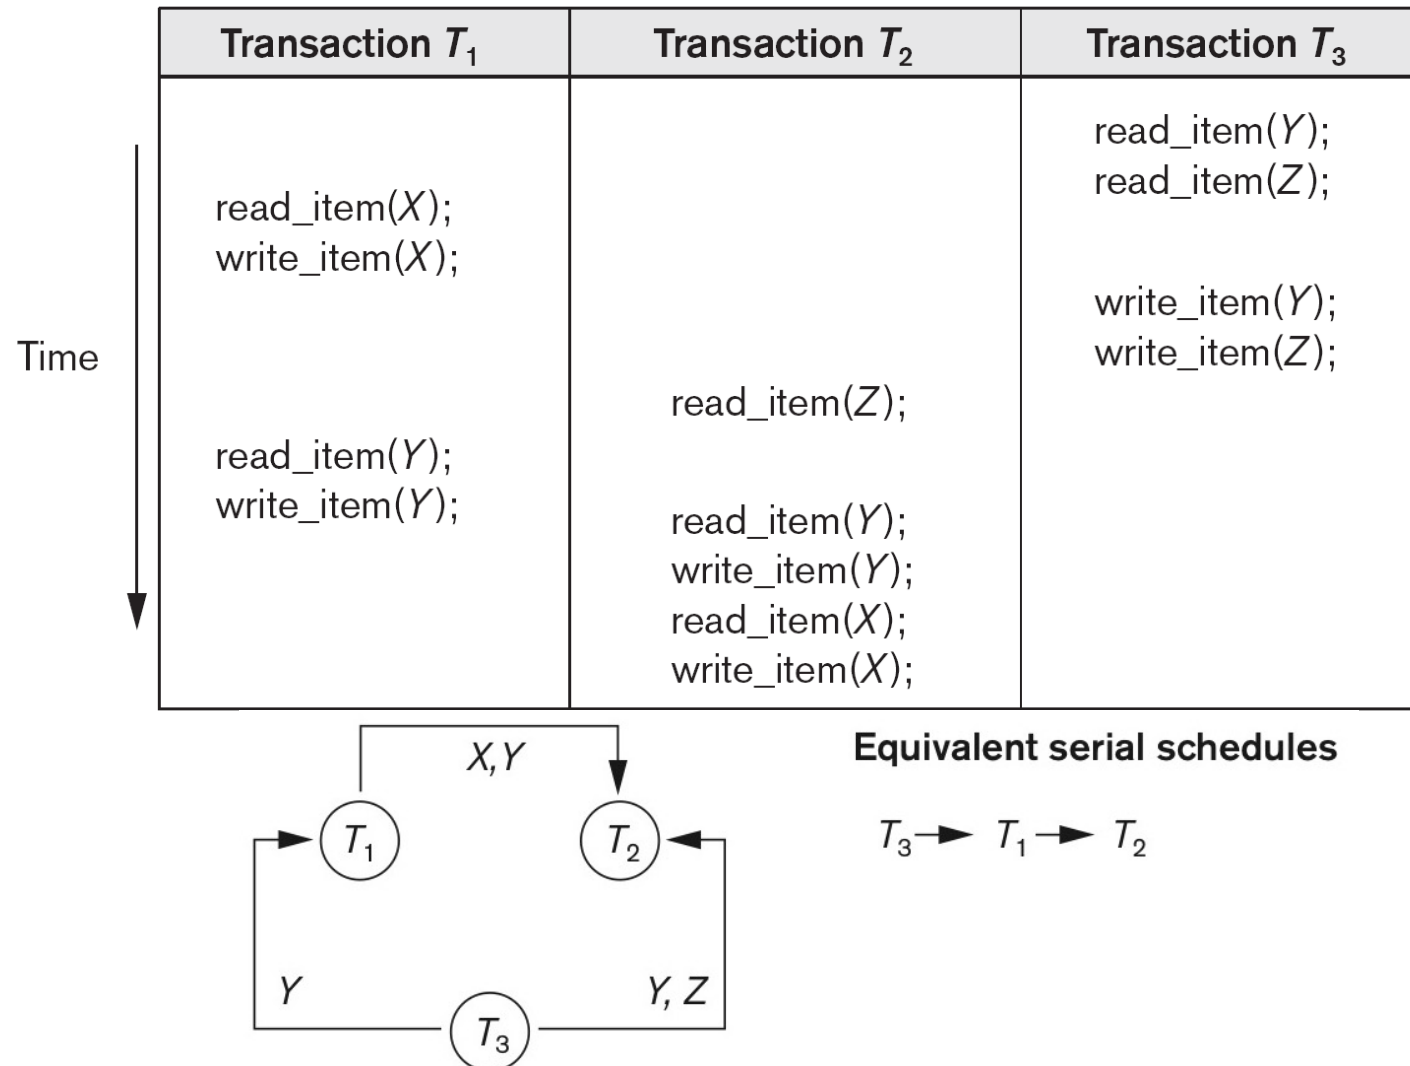 Transaction T1 Transaction T2 Transaction T3
read_item(Y);
read_item(Z);
read_item(X);
write_item(X);
write_item(Y);
write_item(Z);
Time
read_item(Z);
read_item(Y);
write_item(Y);
read_item(Y);
write_item(Y);
read_item(X);
write_item(X);
X,Y
Equivalent serial schedules
T1
T2
T3 T1 T2
Y
Y, Z
T3